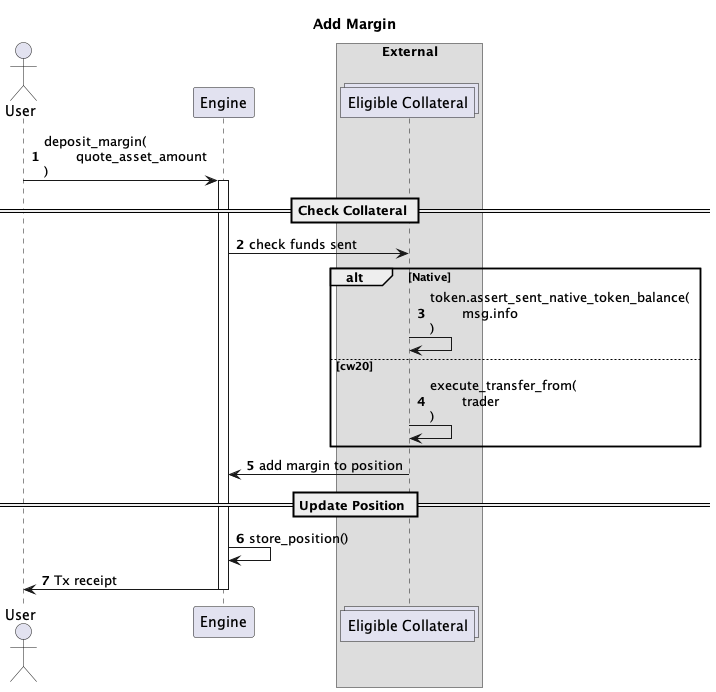 Add Margin
External
User
Engine
Eligible Collateral
deposit_margin(
1 quote_asset_amount
)
Check Collateral
2 check funds sent
alt [Native]
token.assert_sent_native_token_balance(
3 msg.info
)
[cw20]
execute_transfer_from(
4 trader
)
5 add margin to position
Update Position
6 store_position()
7 Tx receipt
User
Engine
Eligible Collateral